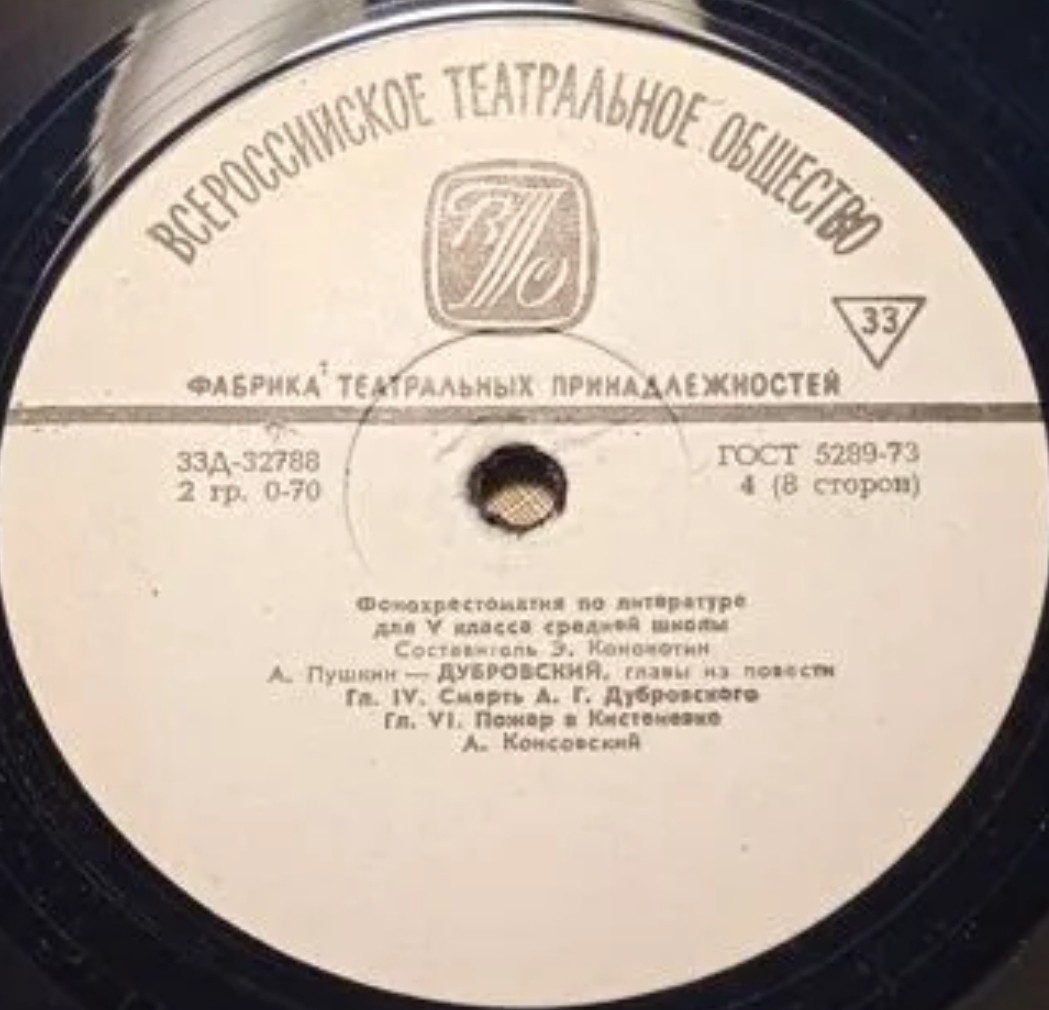 ВСЕРОССИЙСКОЕ ТЕАТРАЛЬНОЕ ОБЩЕСТВО
ВТО
33
ФАБРИКА ТЕАТРАЛЬНЫХ ПРИНАДЛЕЖНОСТЕЙ
33Д-32788
2 гр. 0-70
ГОСТ 5289-73
4 (8 сторон)
Фонохрестоматия по литературе
для V класса средней школы
Составитель Э. Кононотин
А. Пушкин — ДУБРОВСКИЙ, главы из повести
Гл. IV. Смерть А. Г. Дубровского
Гл. VI. Пожар в Кистеневке
А. Консовский